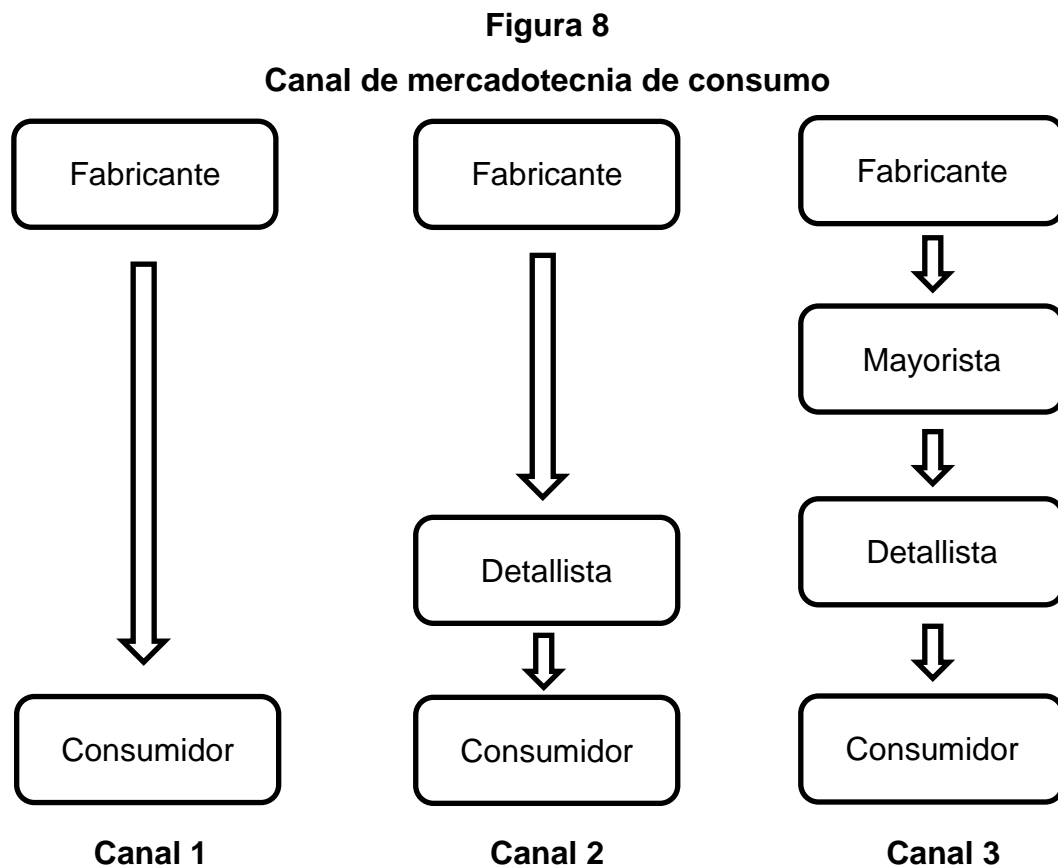 Figura 8
Canal de mercadotecnia de consumo
Fabricante
Fabricante
Fabricante
Mayorista
Detallista
Detallista
Consumidor
Consumidor
Consumidor
Canal 1
Canal 2
Canal 3